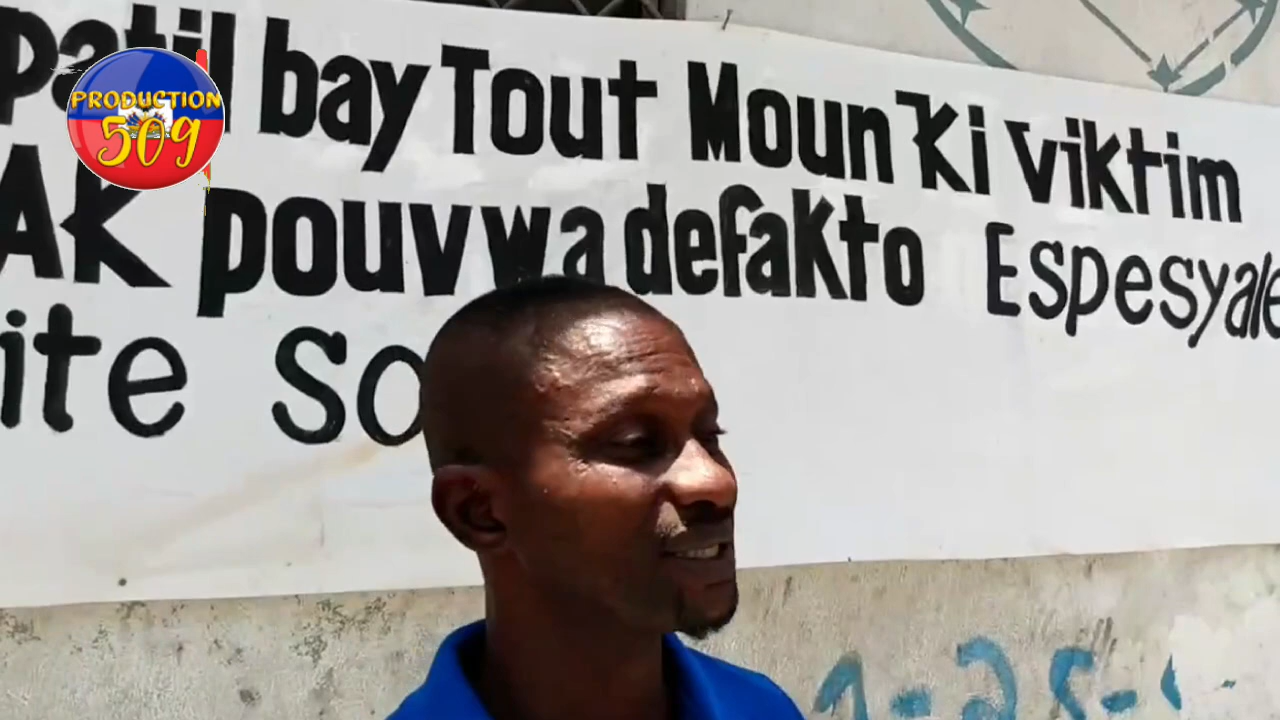 patil bay Tout Moun Ki viktim
AK pouvwa defakto Espesyale
ite so
PRODUCTION
509